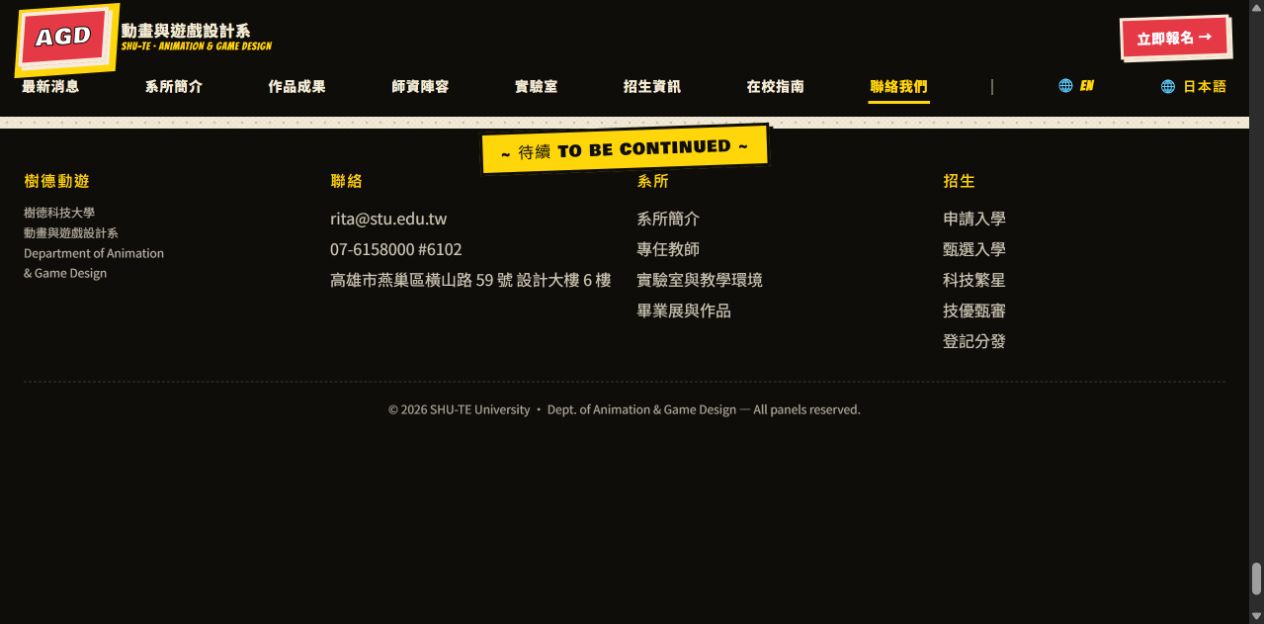 AGD
動畫與遊戲設計系
SHU-TE · ANIMATION & GAME DESIGN
立即報名 →
最新消息
系所簡介
作品成果
師資陣容
實驗室
招生資訊
在校指南
聯絡我們
|
EN
日本語
~ 待續 TO BE CONTINUED ~
樹德動遊
樹德科技大學
動畫與遊戲設計系
Department of Animation
& Game Design
聯絡
rita@stu.edu.tw
07-6158000 #6102
高雄市燕巢區橫山路 59 號 設計大樓 6 樓
系所
系所簡介
專任教師
實驗室與教學環境
畢業展與作品
招生
申請入學
甄選入學
科技繁星
技優甄審
登記分發
© 2026 SHU-TE University ・ Dept. of Animation & Game Design — All panels reserved.